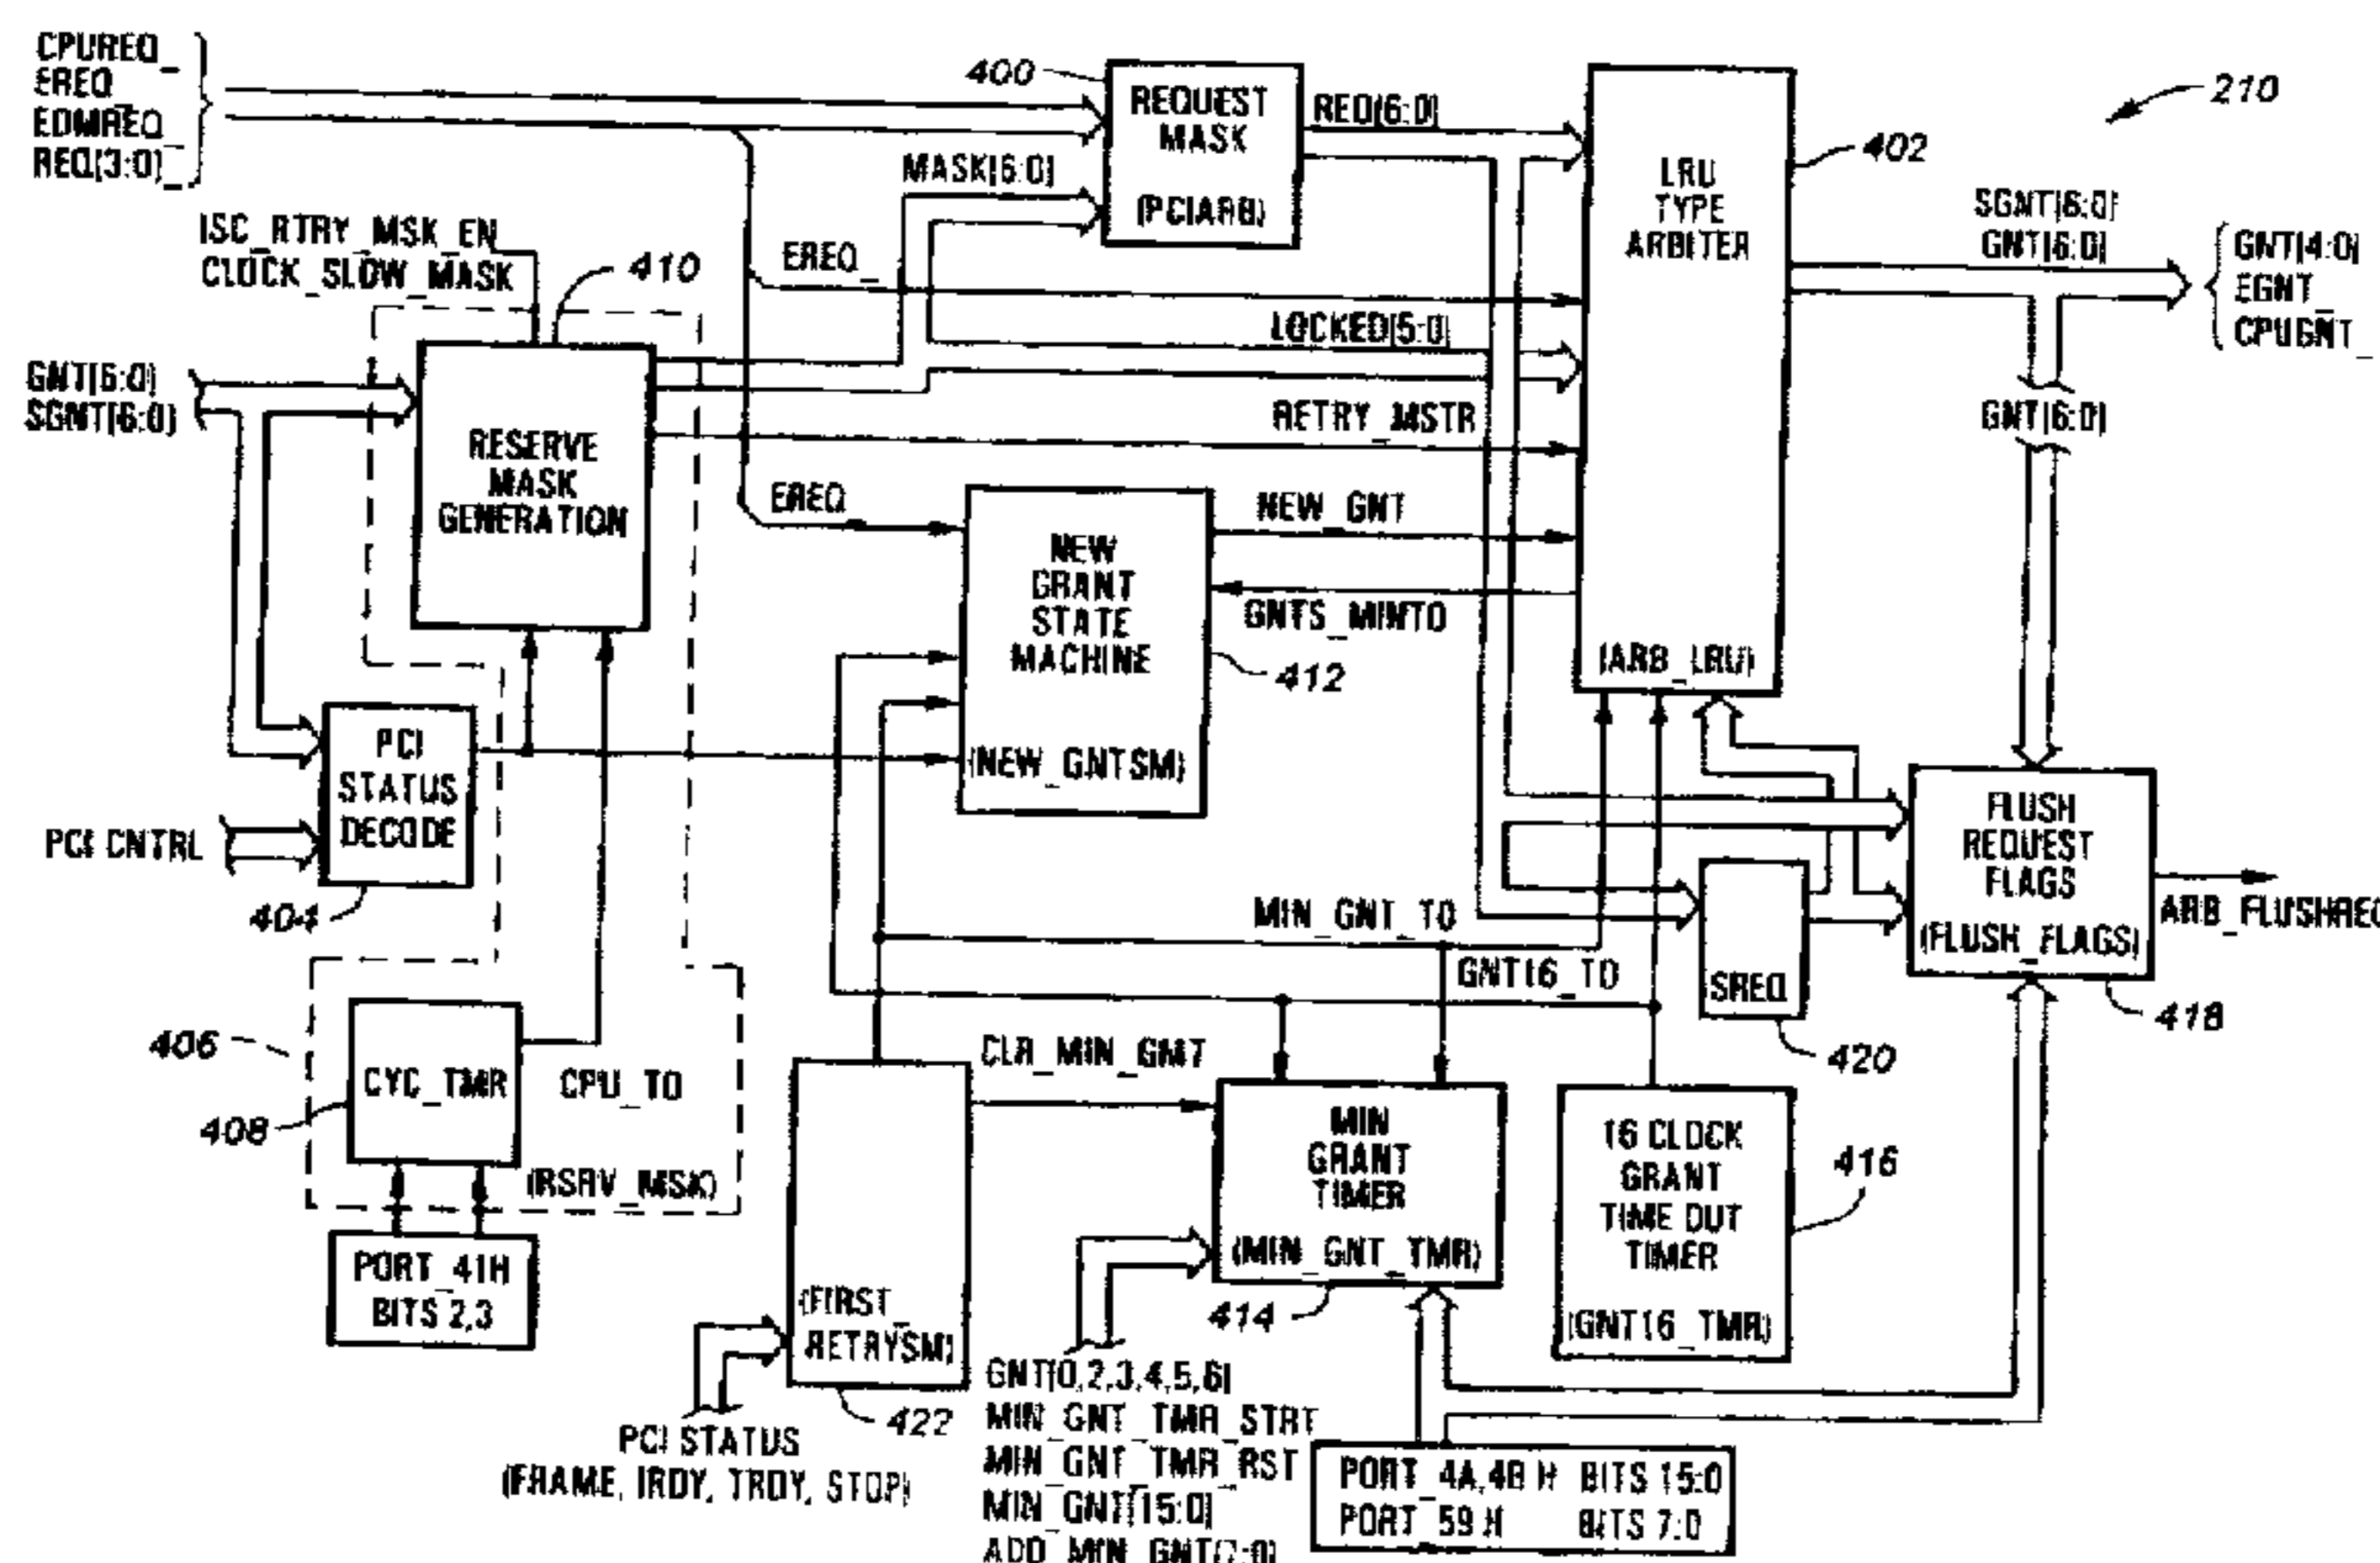 CPUREQ_
EREQ_
EDMREQ_
REQ[3:0]_
400
REQUEST
MASK
(PCIARB)
REQ[6:0]
MASK[6:0]
210
402
LRU
TYPE
ARBITER
(ARB_LRU)
SGNT[6:0]
GNT[6:0]
GNT[4:0]
EGNT_
CPUGNT_
ISC_RTRY_MSK_EN
CLOCK_SLOW_MASK
410
EREQ_
LOCKED[5:0]
GNT[6:0]
SGNT[6:0]
RESERVE
MASK
GENERATION
RETRY_MSTR
GNT[6:0]
EREQ_
NEW
GRANT
STATE
MACHINE
(NEW_GNTSM)
NEW_GNT
GNTS_MINTO
412
PCI
STATUS
DECODE
PCI CNTRL
404
FLUSH
REQUEST
FLAGS
(FLUSH_FLAGS)
ARB_FLUSHREQ
418
MIN_GNT_TO
GNT16_TO
SREQ
420
406
408
CYC_TMR
CPU_TO
(RSRV_MSK)
PORT_41H
BITS 2,3
CLR_MIN_GNT
(FIRST_
RETRYSM)
422
MIN
GRANT
TIMER
(MIN_GNT_TMR)
414
16 CLOCK
GRANT
TIME OUT
TIMER
(GNT16_TMR)
416
PCI STATUS
(FRAME, IRDY, TRDY, STOP)
GNT[0,2,3,4,5,6]
MIN_GNT_TMR_STRT
MIN_GNT_TMR_RST
MIN_GNT[15:0]
ADD_MIN_GNT[7:0]
PORT_4A,4B H BITS 15:0
PORT_59 H BITS 7:0